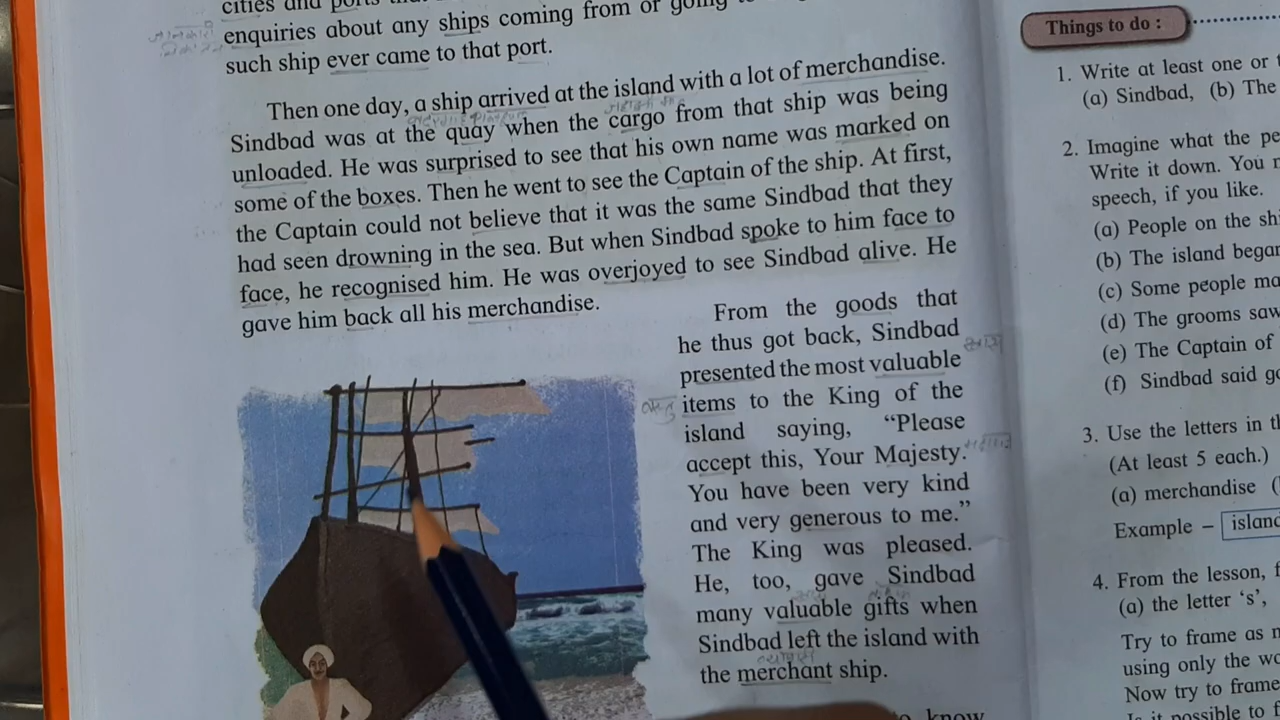 cities and ports
enquiries about any ships coming from or going to
such ship ever came to that port.
Then one day, a ship arrived at the island with a lot of merchandise.
Sindbad was at the quay when the cargo from that ship was being
unloaded. He was surprised to see that his own name was marked on
some of the boxes. Then he went to see the Captain of the ship. At first,
the Captain could not believe that it was the same Sindbad that they
had seen drowning in the sea. But when Sindbad spoke to him face to
face, he recognised him. He was overjoyed to see Sindbad alive. He
gave him back all his merchandise.
From the goods that
he thus got back, Sindbad
presented the most valuable
items to the King of the
island saying, “Please
accept this, Your Majesty.
You have been very kind
and very generous to me.”
The King was pleased.
He, too, gave Sindbad
many valuable gifts when
Sindbad left the island with
the merchant ship.
know
Things to do :
1. Write at least one or
(a) Sindbad, (b) The
2. Imagine what the
Write it down. You
speech, if you like.
(a) People on the
(b) The island began
(c) Some people
(d) The grooms saw
(e) The Captain of
(f) Sindbad said
3. Use the letters in
(At least 5 each.)
(a) merchandise
Example – island
4. From the lesson,
(a) the letter ‘s’,
Try to frame as
using only the
Now try to frame
Is it possible to